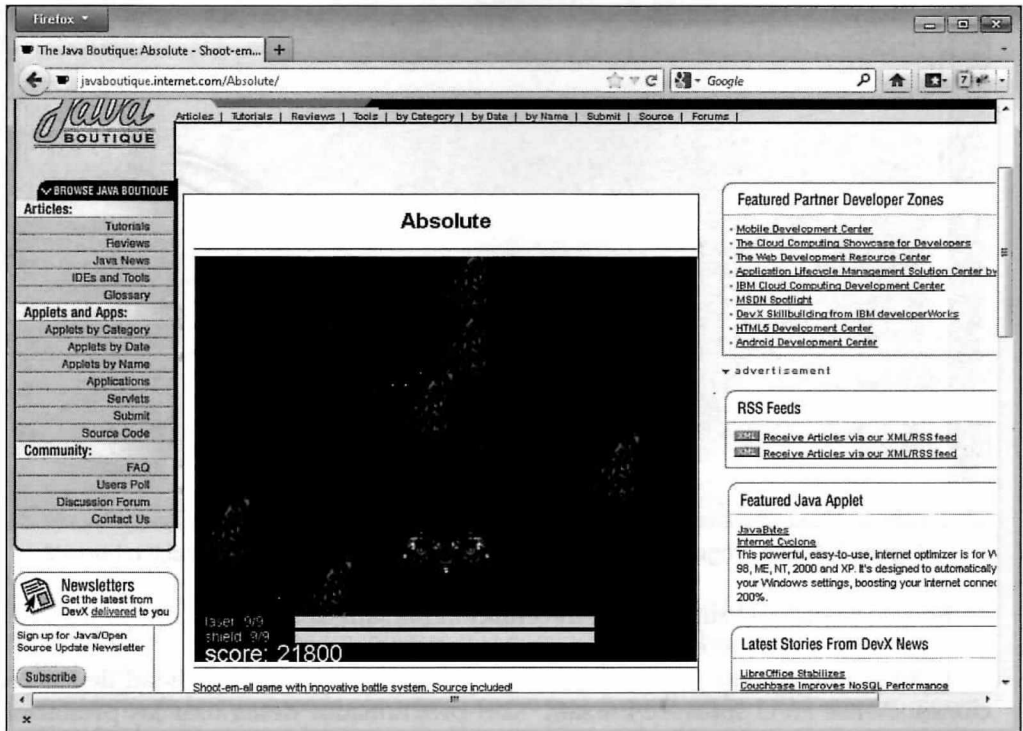 Firefox
The Java Boutique: Absolute - Shoot-em...
javaboutique.internet.com/Absolute/
Google
7
Java
BOUTIQUE
Articles | Tutorials | Reviews | Tools | by Category | by Date | by Name | Submit | Source | Forums |
BROWSE JAVA BOUTIQUE
Articles:
Tutorials
Reviews
Java News
IDEs and Tools
Glossary
Applets and Apps:
Applets by Category
Applets by Date
Applets by Name
Applications
Servlets
Submit
Source Code
Community:
FAQ
Users Poll
Discussion Forum
Contact Us
Newsletters
Get the latest from
DevX delivered to you
Sign up for Java/Open
Source Update Newsletter
Subscribe
Absolute
laser 9/9
shield 9/9
score: 21800
Shoot-em-all game with innovative battle system. Source included!
Featured Partner Developer Zones
Mobile Development Center
The Cloud Computing Showcase for Developers
The Web Development Resource Center
Application Lifecycle Management Solution Center by
IBM Cloud Computing Development Center
MSDN Spotlight
DevX Skillbuilding from IBM developerWorks
HTML5 Development Center
Android Development Center
advertisement
RSS Feeds
XML Receive Articles via our XML/RSS feed
XML Receive Articles via our XML/RSS feed
Featured Java Applet
JavaBytes
Internet Cyclone
This powerful, easy-to-use, internet optimizer is for W
98, ME, NT, 2000 and XP. It's designed to automatically
your Windows settings, boosting your internet connec
200%.
Latest Stories From DevX News
LibreOffice Stabilizes
Couchbase Improves NoSQL Performance